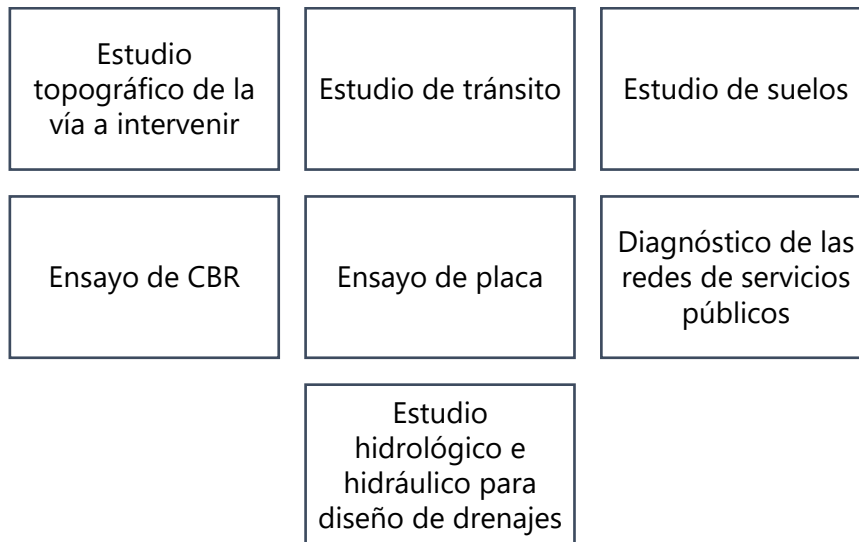 Estudio
topográfico de la
vía a intervenir
Estudio de tránsito
Estudio de suelos
Ensayo de CBR
Ensayo de placa
Diagnóstico de las
redes de servicios
públicos
Estudio
hidrológico e
hidráulico para
diseño de drenajes